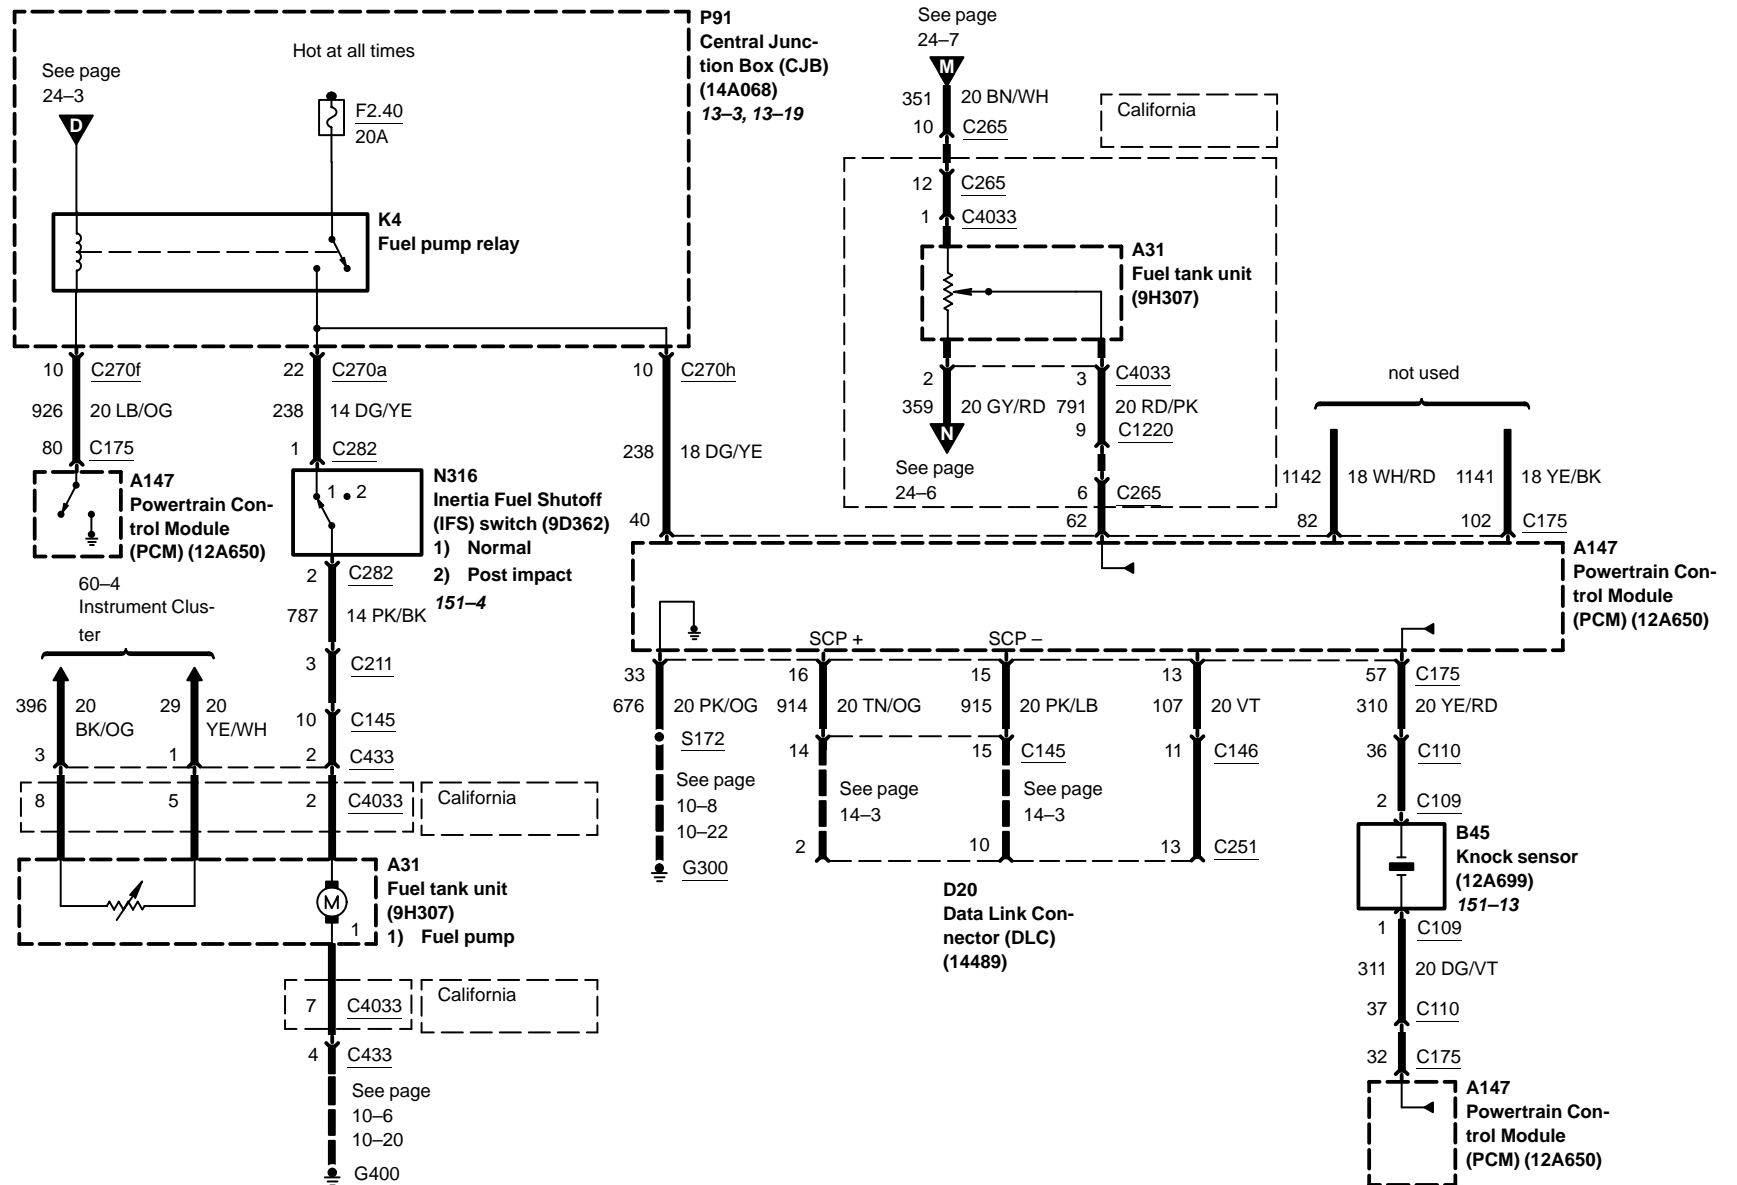 P91
Central Junc-
tion Box (CJB)
(14A068)
13–3, 13–19
Hot at all times
See page
24–3
D
F2.40
20A
K4
Fuel pump relay
10 C270f
926 20 LB/OG
80 C175
A147
Powertrain Con-
trol Module
(PCM) (12A650)
22 C270a
238 14 DG/YE
1 C282
1 2
N316
Inertia Fuel Shutoff
(IFS) switch (9D362)
1) Normal
2) Post impact
151–4
2 C282
787 14 PK/BK
3 C211
10 C145
2 C433
60–4
Instrument Clus-
ter
396 20
BK/OG
29 20
YE/WH
3 1
8 5 2 C4033
California
A31
Fuel tank unit
(9H307)
1) Fuel pump
M
1
7 C4033
California
4 C433
See page
10–6
10–20
G400
10 C270h
238 18 DG/YE
40
See page
24–7
M
351 20 BN/WH
10 C265
California
12 C265
1 C4033
A31
Fuel tank unit
(9H307)
2 3 C4033
359 20 GY/RD
791 20 RD/PK
N
9 C1220
See page
24–6
6 C265
62
not used
1142 18 WH/RD
1141 18 YE/BK
82 102 C175
A147
Powertrain Con-
trol Module
(PCM) (12A650)
SCP + SCP –
33 16 15 13 57 C175
676 20 PK/OG
914 20 TN/OG
915 20 PK/LB
107 20 VT
310 20 YE/RD
S172
14 15 C145
11 C146
36 C110
See page
10–8
10–22
See page
14–3
See page
14–3
G300
2 10 13 C251
D20
Data Link Con-
nector (DLC)
(14489)
2 C109
B45
Knock sensor
(12A699)
151–13
1 C109
311 20 DG/VT
37 C110
32 C175
A147
Powertrain Con-
trol Module
(PCM) (12A650)